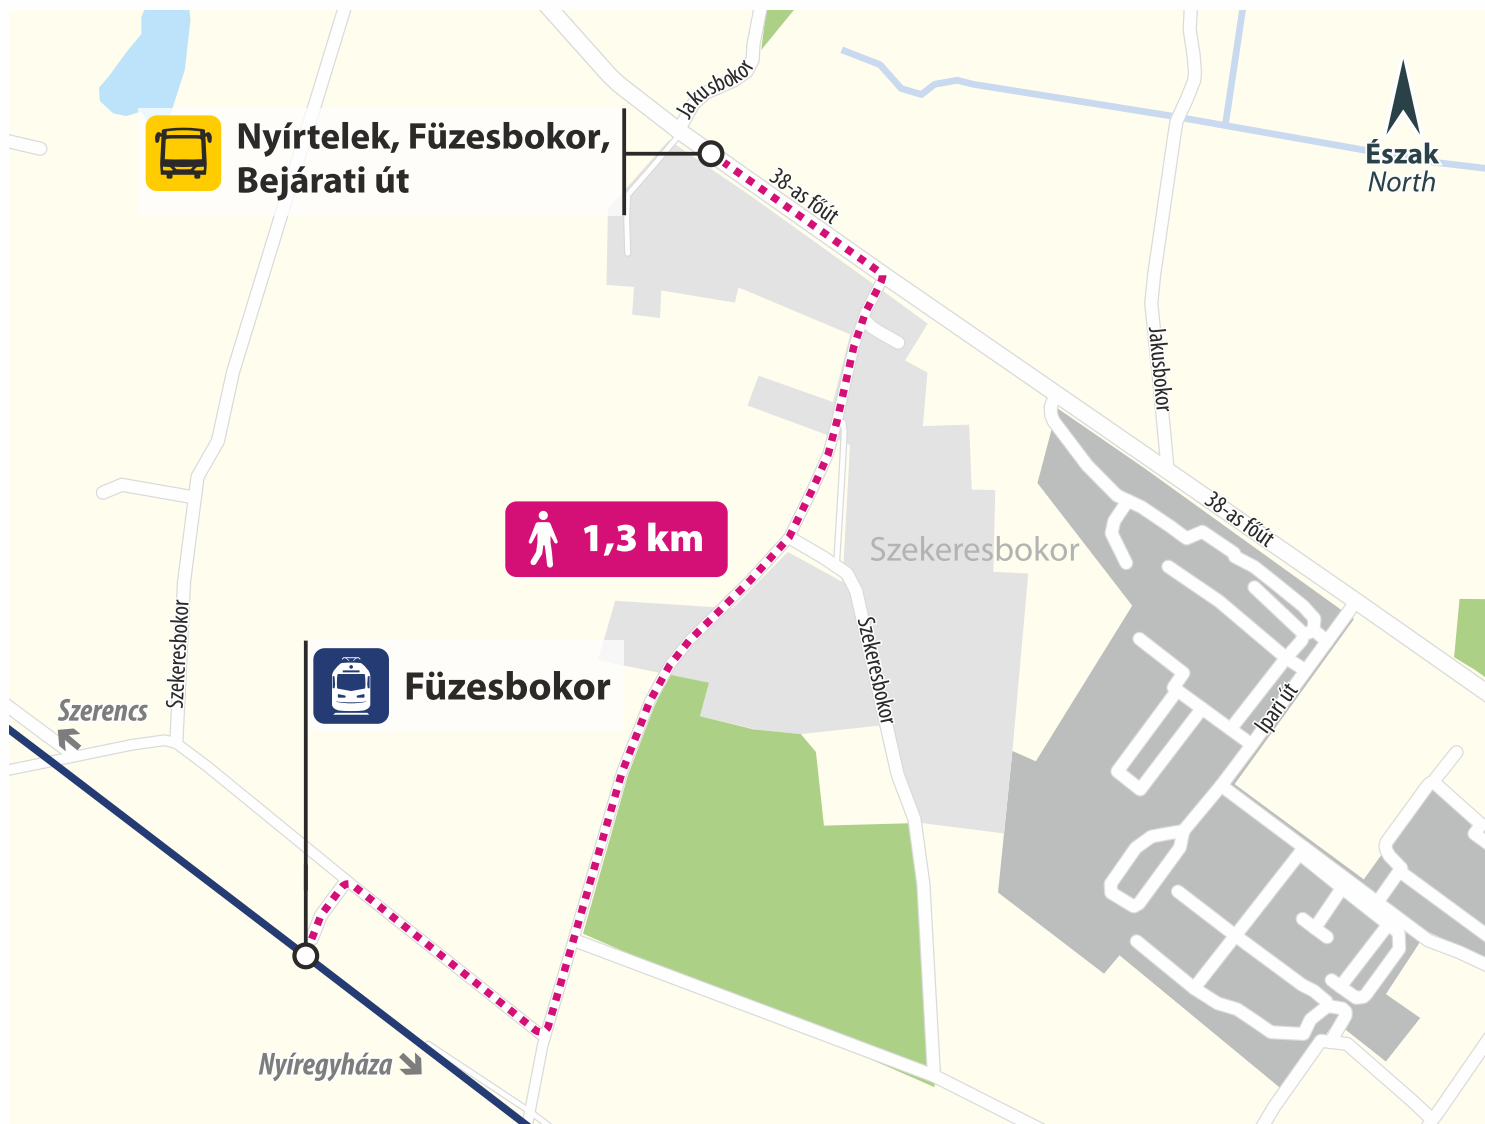 Jakusbokor
Nyírtelek, Füzesbokor,
Bejárati út
38-as főút
Észak
North
Jakusbokor
1,3 km
Szekeresbokor
38-as főút
Szekeresbokor
Szekeresbokor
Füzesbokor
Ipari út
Szerencs
Nyíregyháza